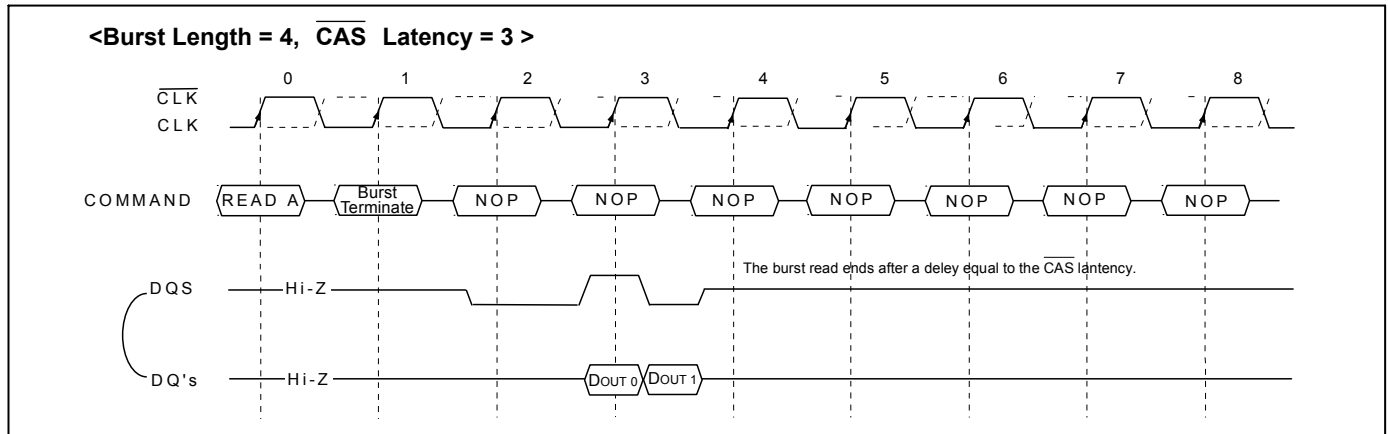 <Burst Length = 4, CAS Latency = 3 >
0 1 2 3 4 5 6 7 8
CLK
CLK
COMMAND READ A Burst Terminate NOP NOP NOP NOP NOP NOP NOP
The burst read ends after a deley equal to the CAS lantency.
DQS Hi-Z
DQ's Hi-Z DOUT 0 DOUT 1